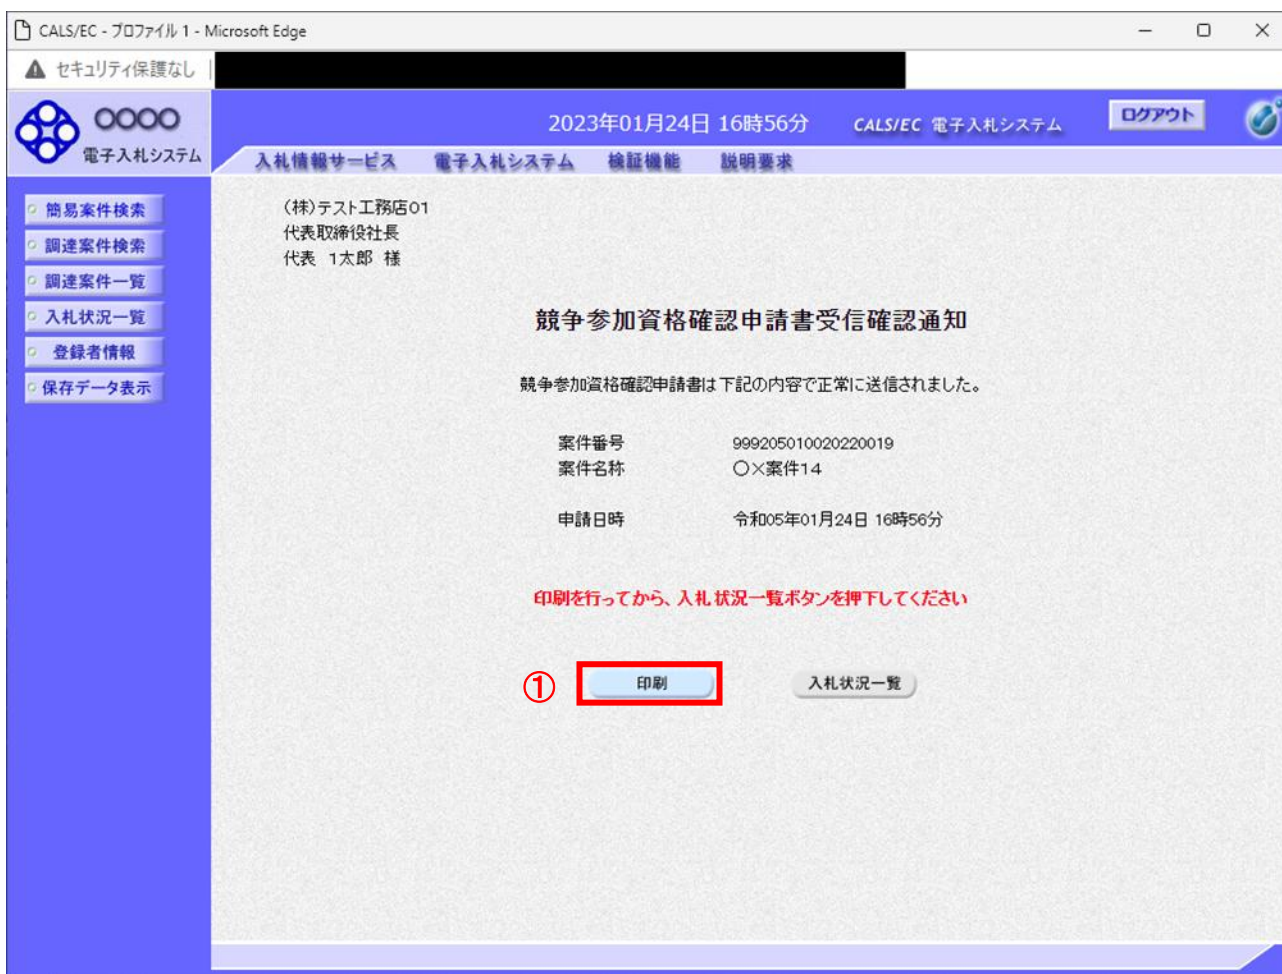 CALS/EC - プロファイル 1 - Microsoft Edge
セキュリティ保護なし
〇〇〇〇
電子入札システム
2023年01月24日 16時56分
CALS/EC 電子入札システム
ログアウト
入札情報サービス 電子入札システム 検証機能 説明要求
簡易案件検索
調達案件検索
調達案件一覧
入札状況一覧
登録者情報
保存データ表示
(株)テスト工務店01
代表取締役社長
代表 1太郎 様
競争参加資格確認申請書受信確認通知
競争参加資格確認申請書は下記の内容で正常に送信されました。
案件番号 999205010020220019
案件名称 〇×案件14
申請日時 令和05年01月24日 16時56分
印刷を行ってから、入札状況一覧ボタンを押下してください
① 印刷 入札状況一覧